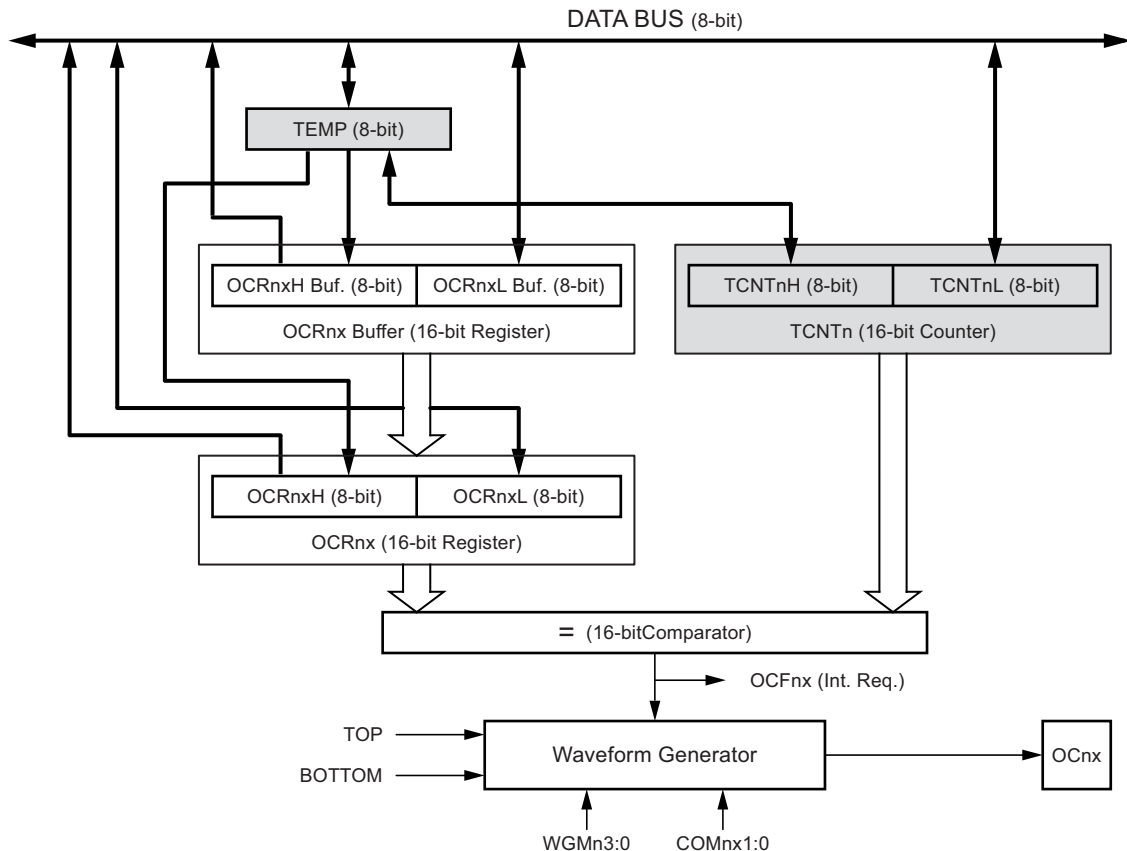 DATA BUS (8-bit)
TEMP (8-bit)
OCRnxH Buf. (8-bit)
OCRnxL Buf. (8-bit)
TCNTnH (8-bit)
TCNTnL (8-bit)
OCRnx Buffer (16-bit Register)
TCNTn (16-bit Counter)
OCRnxH (8-bit)
OCRnxL (8-bit)
OCRnx (16-bit Register)
= (16-bitComparator)
OCFnx (Int. Req.)
TOP
BOTTOM
Waveform Generator
OCnx
WGMn3:0
COMnx1:0